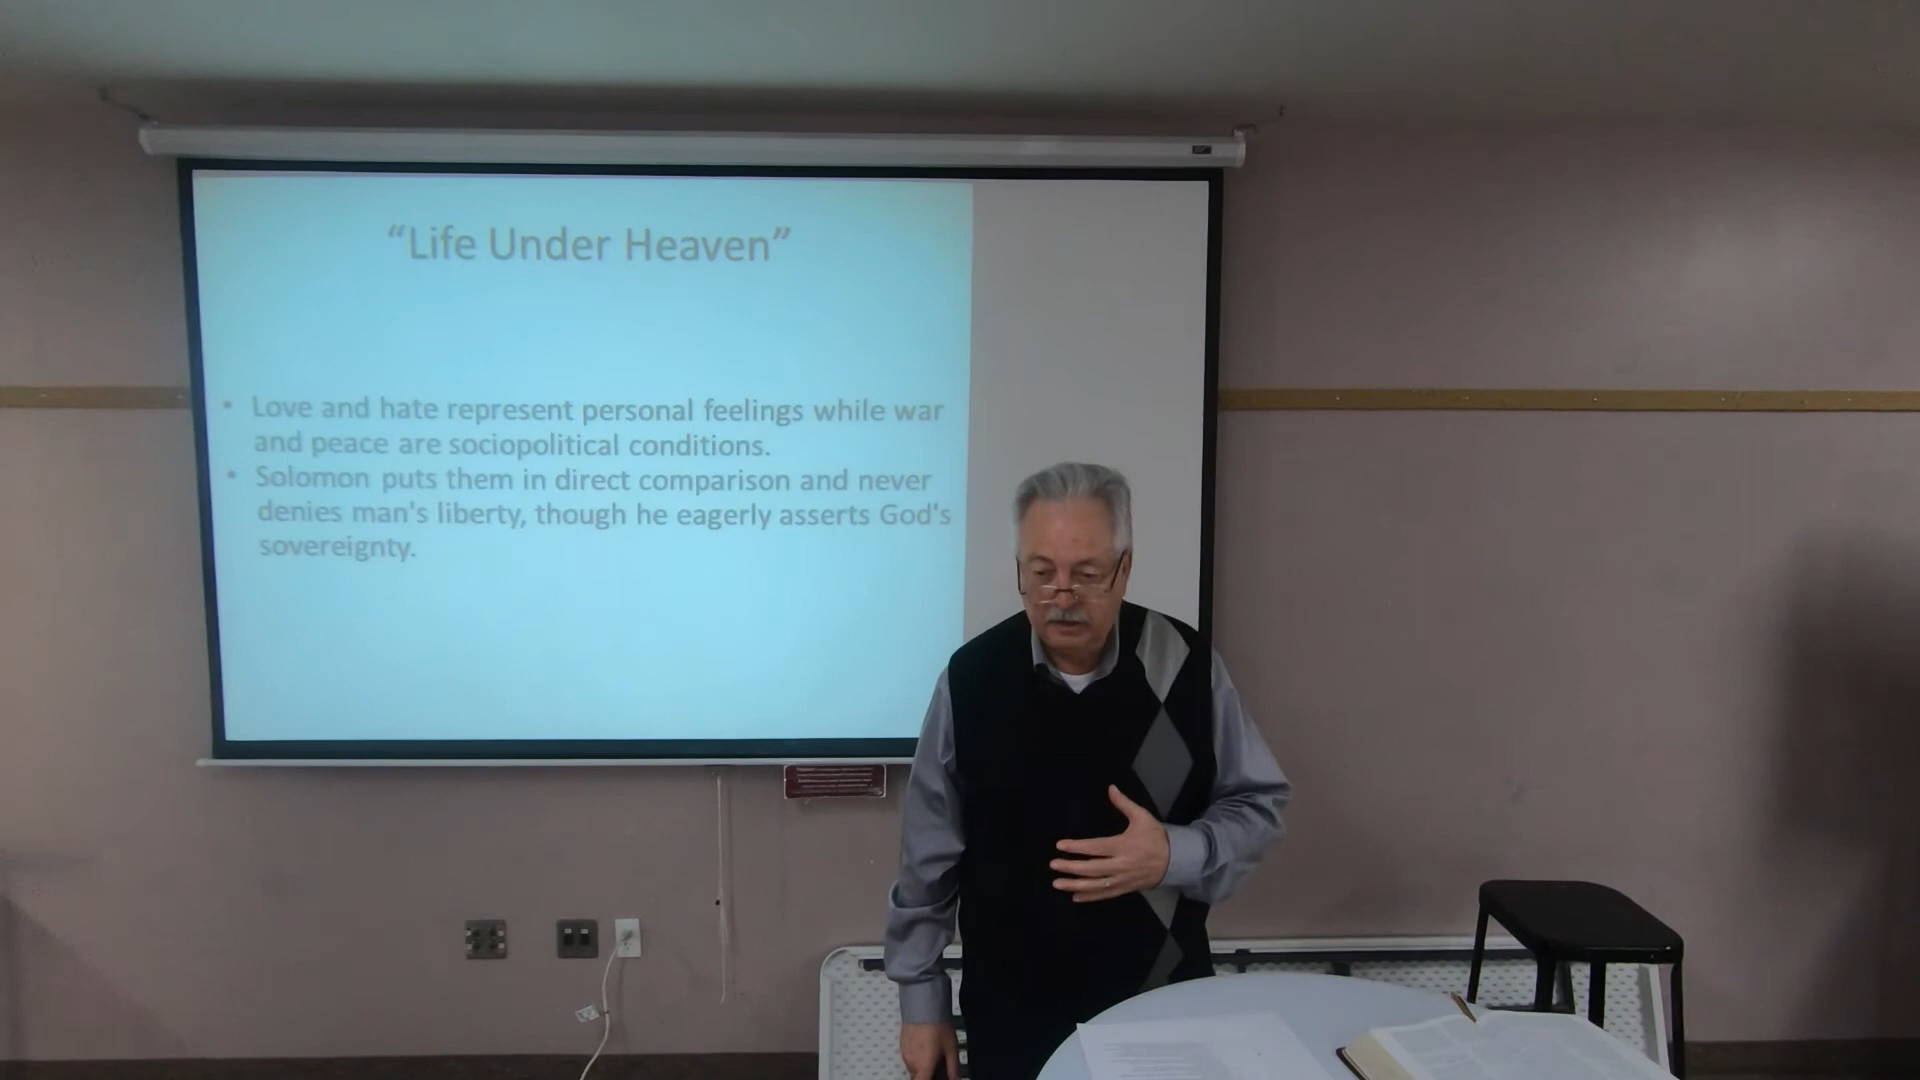 “Life Under Heaven”
• Love and hate represent personal feelings while war
and peace are sociopolitical conditions.
• Solomon puts them in direct comparison and never
denies man's liberty, though he eagerly asserts God's
sovereignty.